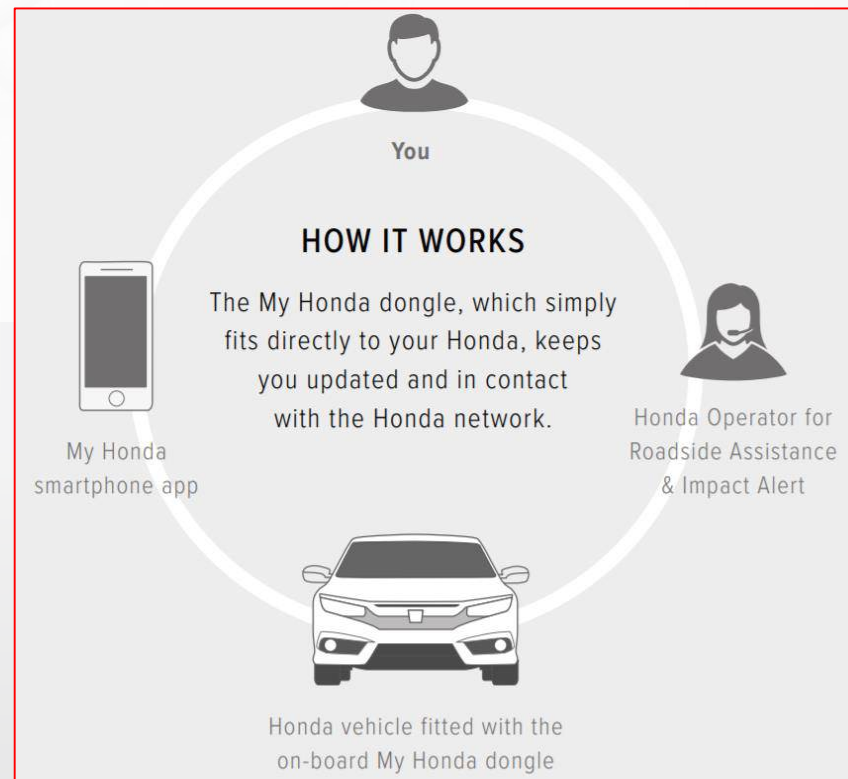 You
HOW IT WORKS
The My Honda dongle, which simply
fits directly to your Honda, keeps
you updated and in contact
with the Honda network.
My Honda
smartphone app
Honda Operator for
Roadside Assistance
& Impact Alert
Honda vehicle fitted with the
on-board My Honda dongle